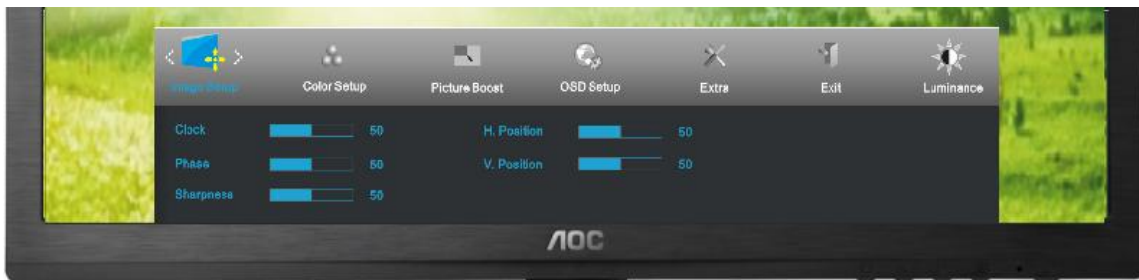 Image Setup
Color Setup
Picture Boost
OSD Setup
Extra
Exit
Luminance
Clock 50 H. Position 50
Phase 50 V. Position 50
Sharpness 50
AOC